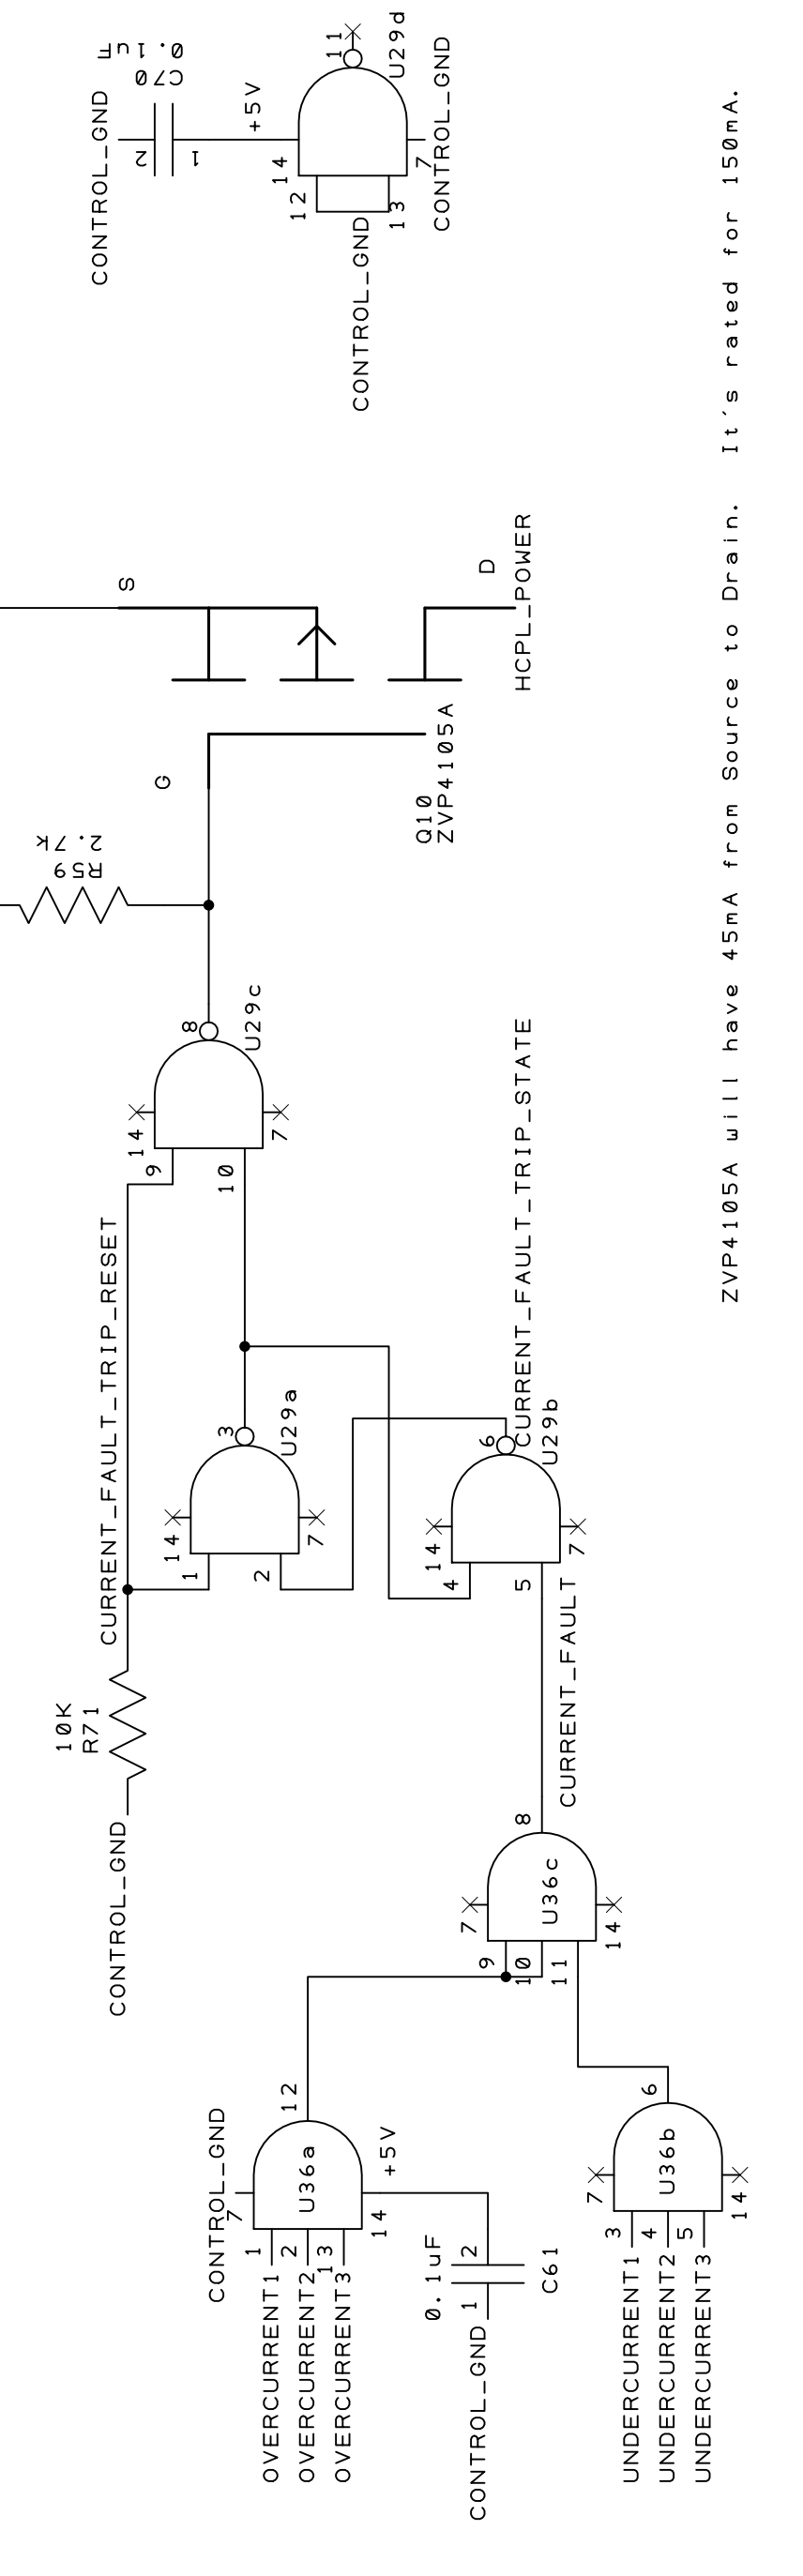 CONTROL_GND
C70
0.1uF
2
1
+5V
14
12
13
7
11
U29d
CONTROL_GND
CONTROL_GND
S
D
G
HCPL_POWER
Q10
ZVP4105A
R59
2.7k
8
U29c
14
7
9
10
CURRENT_FAULT_TRIP_RESET
3
U29a
14
7
1
2
CURRENT_FAULT_TRIP_STATE
6
U29b
14
7
4
5
10K
R71
CONTROL_GND
CURRENT_FAULT
8
U36c
7
14
9
10
11
CONTROL_GND
7
12
U36a
+5V
14
1
2
13
OVERCURRENT1
OVERCURRENT2
OVERCURRENT3
0.1uF
1
2
C61
CONTROL_GND
6
U36b
7
14
3
4
5
UNDERCURRENT1
UNDERCURRENT2
UNDERCURRENT3
ZVP4105A will have 45mA from Source to Drain. It's rated for 150mA.